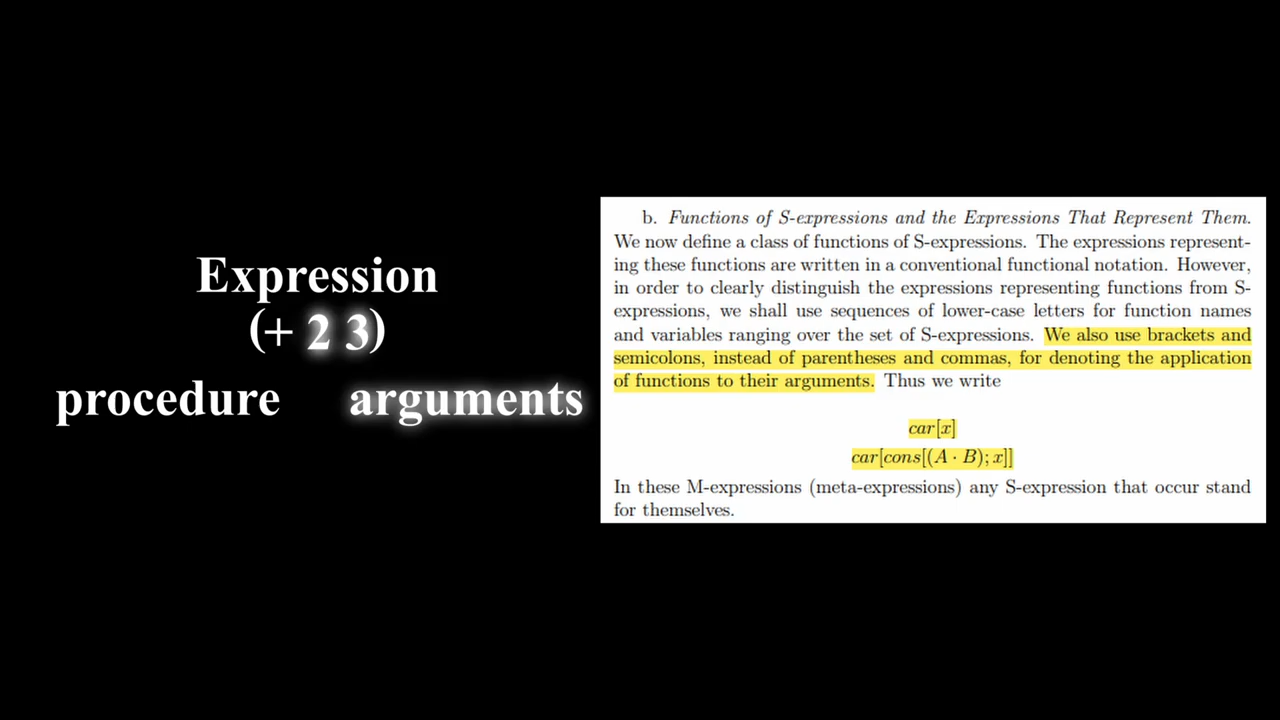 Expression
(+ 2 3)
procedure arguments
b. Functions of S-expressions and the Expressions That Represent Them.
We now define a class of functions of S-expressions. The expressions represent-
ing these functions are written in a conventional functional notation. However,
in order to clearly distinguish the expressions representing functions from S-
expressions, we shall use sequences of lower-case letters for function names
and variables ranging over the set of S-expressions. We also use brackets and
semicolons, instead of parentheses and commas, for denoting the application
of functions to their arguments. Thus we write
car[x]
car[cons[(A · B); x]]
In these M-expressions (meta-expressions) any S-expression that occur stand
for themselves.